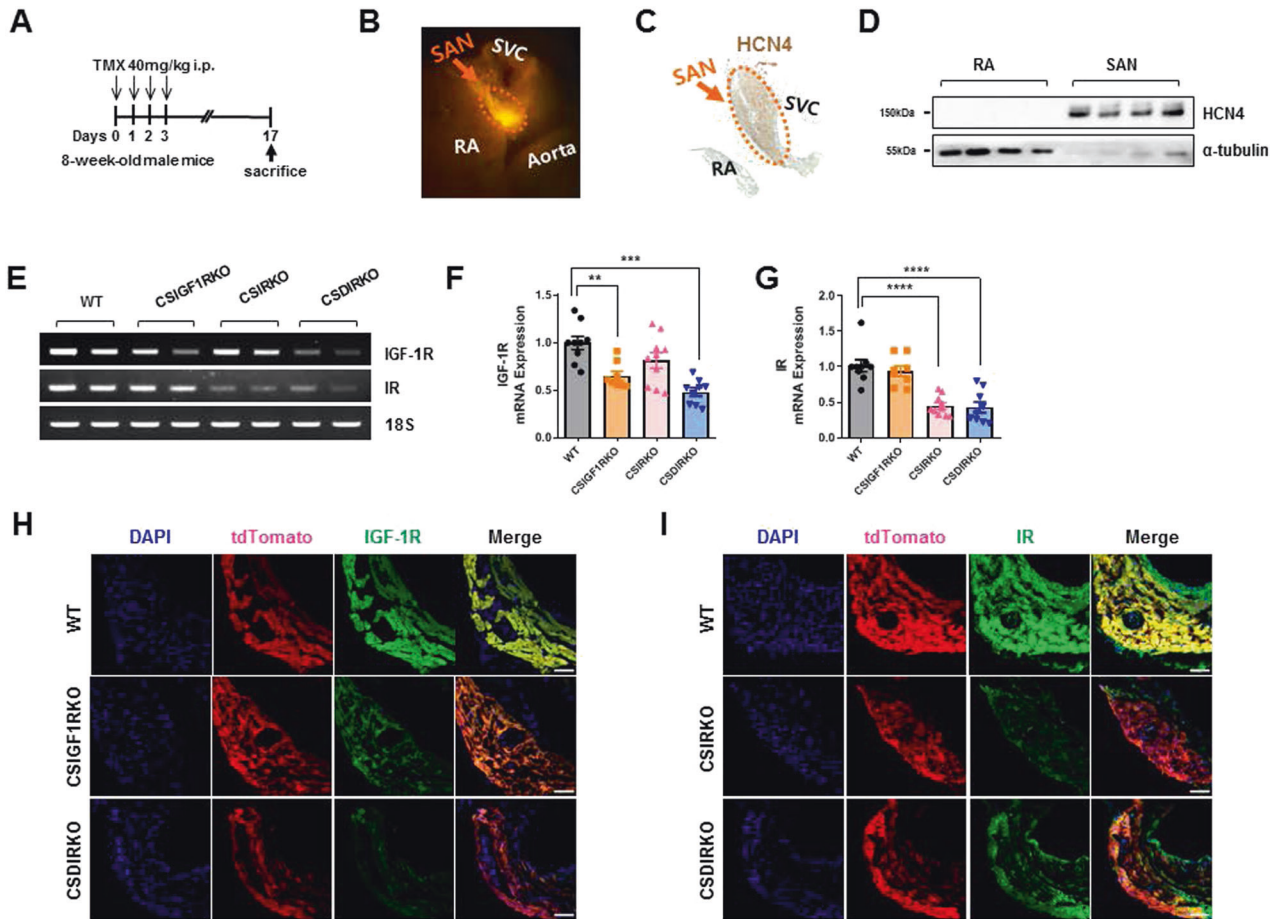 A
TMX 40mg/kg i.p.
Days 0 1 2 3 17
8-week-old male mice
sacrifice
B
SAN
SVC
RA
Aorta
C
HCN4
SAN
SVC
RA
D
RA SAN
150kDa HCN4
55kDa α-tubulin
E
WT CSIGF1RKO CSIRKO CSDIRKO
IGF-1R
IR
18S
F
IGF-1R
mRNA Expression
1.5
1.0
0.5
0.0
** ***
WT CSIGF1RKO CSIRKO CSDIRKO
G
IR
mRNA Expression
2.0
1.5
1.0
0.5
0.0
****
****
WT CSIGF1RKO CSIRKO CSDIRKO
H
DAPI tdTomato IGF-1R Merge
WT
CSIGF1RKO
CSDIRKO
I
DAPI tdTomato IR Merge
WT
CSIRKO
CSDIRKO